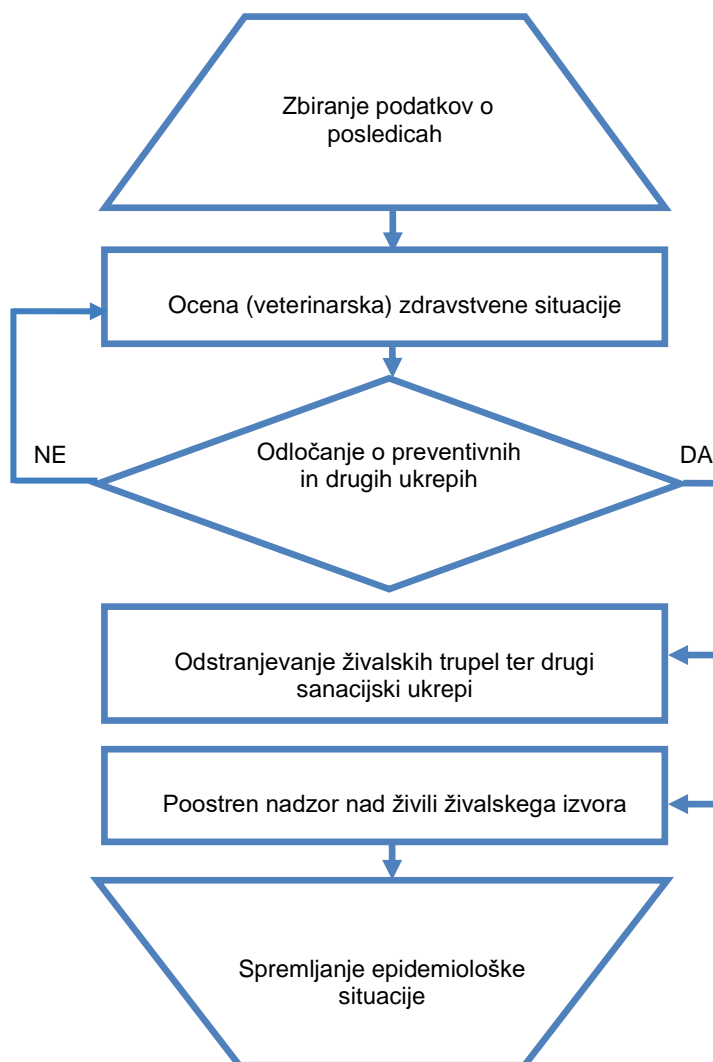 Zbiranje podatkov o
posledicah
Ocena (veterinarska) zdravstvene situacije
NE
Odločanje o preventivnih
in drugih ukrepih
DA
Odstranjevanje živalskih trupel ter drugi
sanacijski ukrepi
Poostren nadzor nad živili živalskega izvora
Spremljanje epidemiološke
situacije